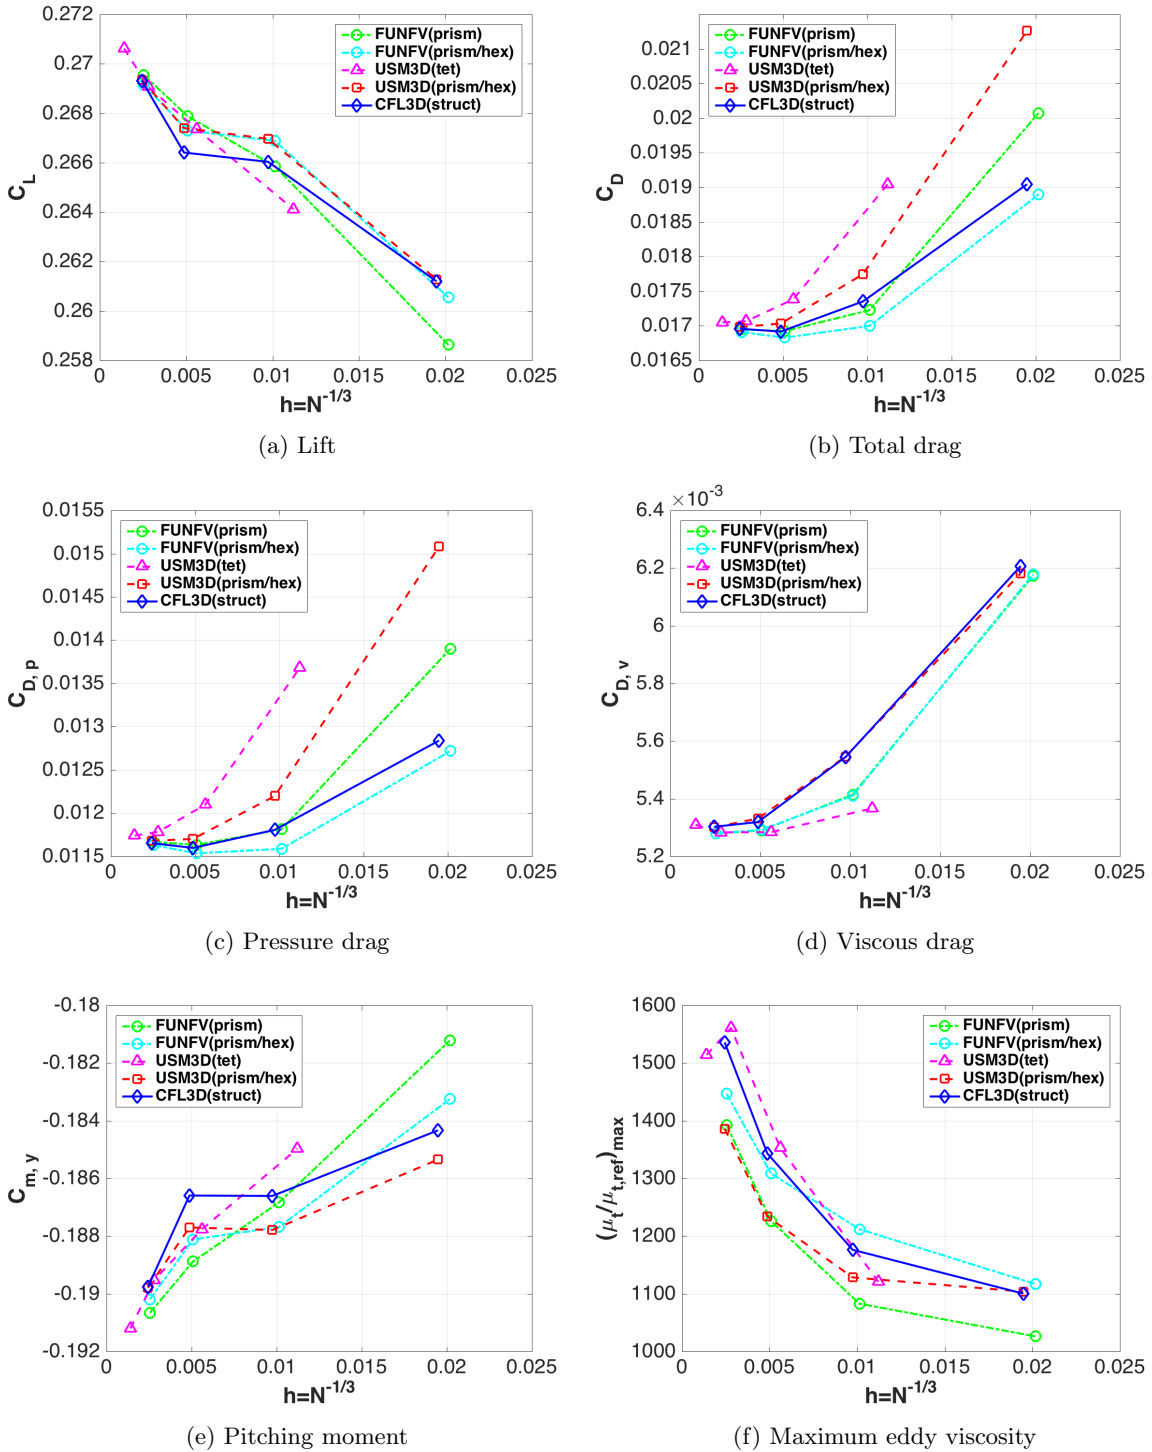 0.272
0.27
0.268
0.266
0.264
0.262
0.26
0.258
C_L
FUNFV(prism)
FUNFV(prism/hex)
USM3D(tet)
USM3D(prism/hex)
CFL3D(struct)
0 0.005 0.01 0.015 0.02 0.025
h=N^-1/3
(a) Lift
0.021
0.0205
0.02
0.0195
0.019
0.0185
0.018
0.0175
0.017
0.0165
C_D
FUNFV(prism)
FUNFV(prism/hex)
USM3D(tet)
USM3D(prism/hex)
CFL3D(struct)
0 0.005 0.01 0.015 0.02 0.025
h=N^-1/3
(b) Total drag
0.0155
0.015
0.0145
0.014
0.0135
0.013
0.0125
0.012
0.0115
C_D, p
FUNFV(prism)
FUNFV(prism/hex)
USM3D(tet)
USM3D(prism/hex)
CFL3D(struct)
0 0.005 0.01 0.015 0.02 0.025
h=N^-1/3
(c) Pressure drag
×10^-3
6.4
6.2
6
5.8
5.6
5.4
5.2
C_D, v
FUNFV(prism)
FUNFV(prism/hex)
USM3D(tet)
USM3D(prism/hex)
CFL3D(struct)
0 0.005 0.01 0.015 0.02 0.025
h=N^-1/3
(d) Viscous drag
-0.18
-0.182
-0.184
-0.186
-0.188
-0.19
-0.192
C_m, y
FUNFV(prism)
FUNFV(prism/hex)
USM3D(tet)
USM3D(prism/hex)
CFL3D(struct)
0 0.005 0.01 0.015 0.02 0.025
h=N^-1/3
(e) Pitching moment
1600
1500
1400
1300
1200
1100
1000
(μ_t/μ_t,ref)_max
FUNFV(prism)
FUNFV(prism/hex)
USM3D(tet)
USM3D(prism/hex)
CFL3D(struct)
0 0.005 0.01 0.015 0.02 0.025
h=N^-1/3
(f) Maximum eddy viscosity